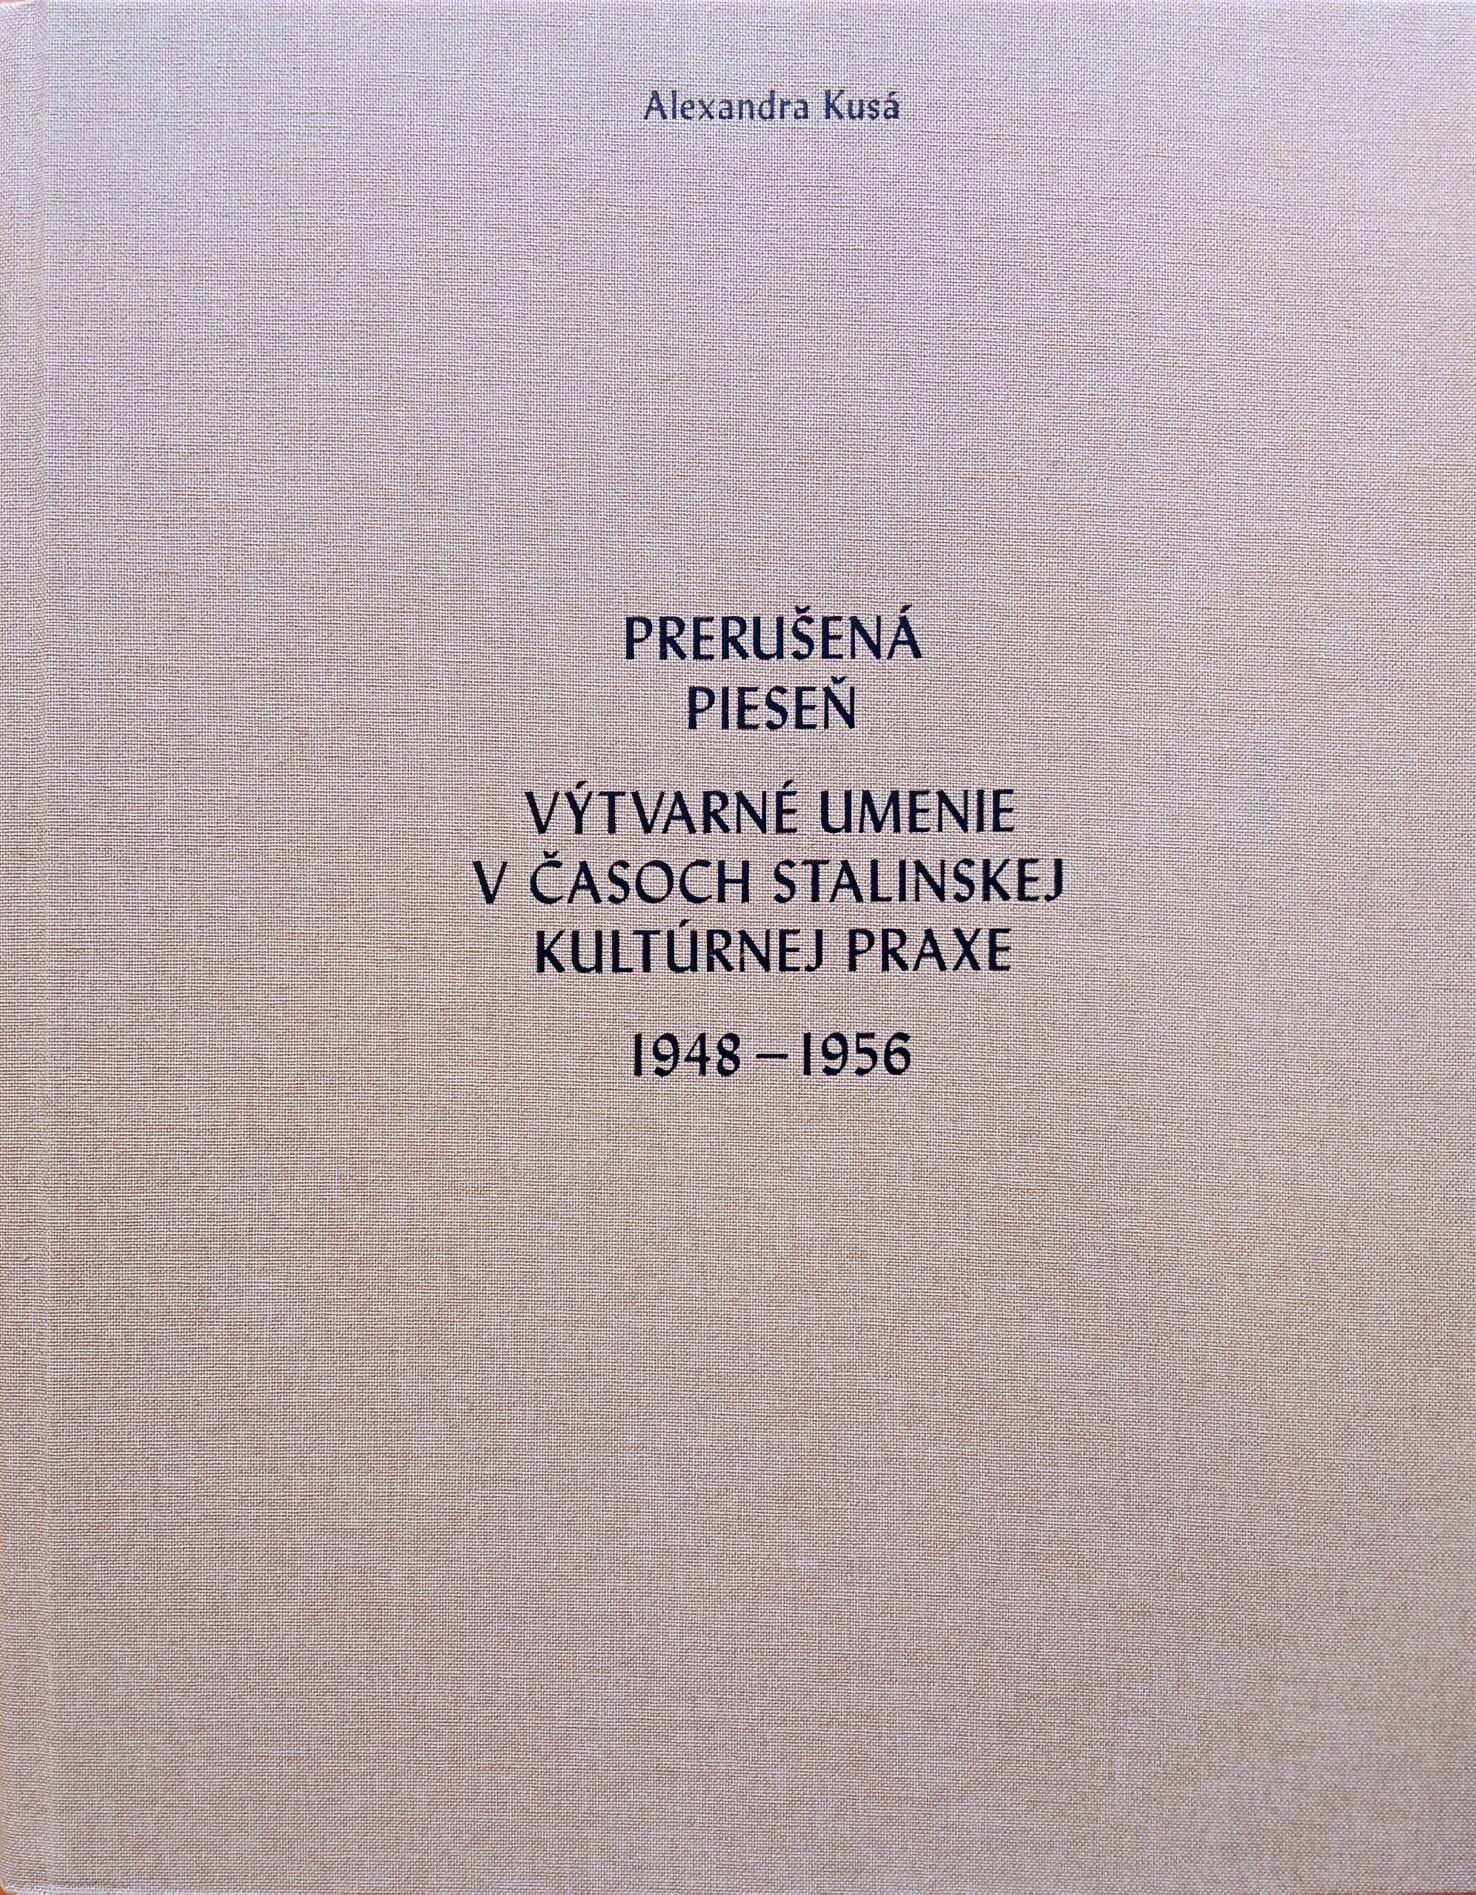 Alexandra Kusá
PRERUŠENÁ
PIESEŇ
VÝTVARNÉ UMENIE
V ČASOCH STALINSKEJ
KULTÚRNEJ PRAXE
1948 – 1956